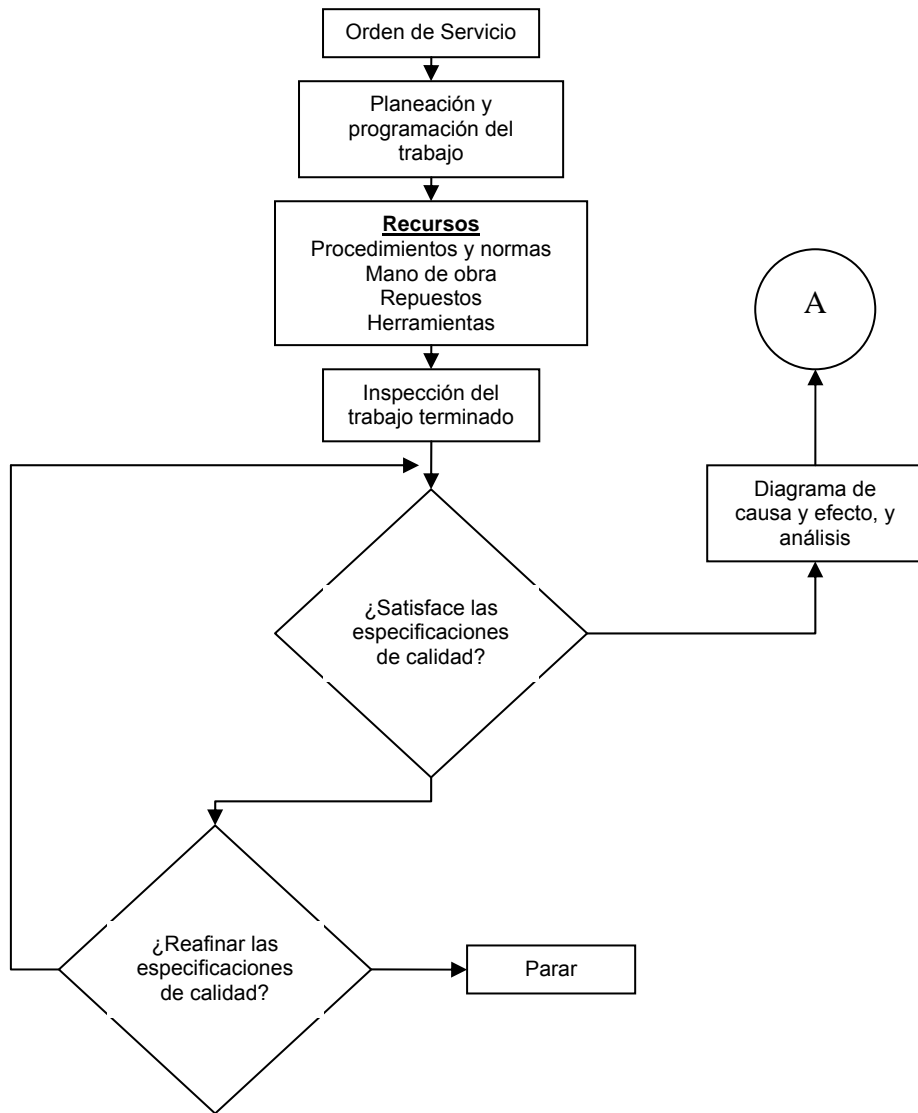 Orden de Servicio
Planeación y
programación del
trabajo
Recursos
Procedimientos y normas
Mano de obra
Repuestos
Herramientas
A
Inspección del
trabajo terminado
Diagrama de
causa y efecto, y
análisis
¿Satisface las
especificaciones
de calidad?
¿Reafinar las
especificaciones
de calidad?
Parar